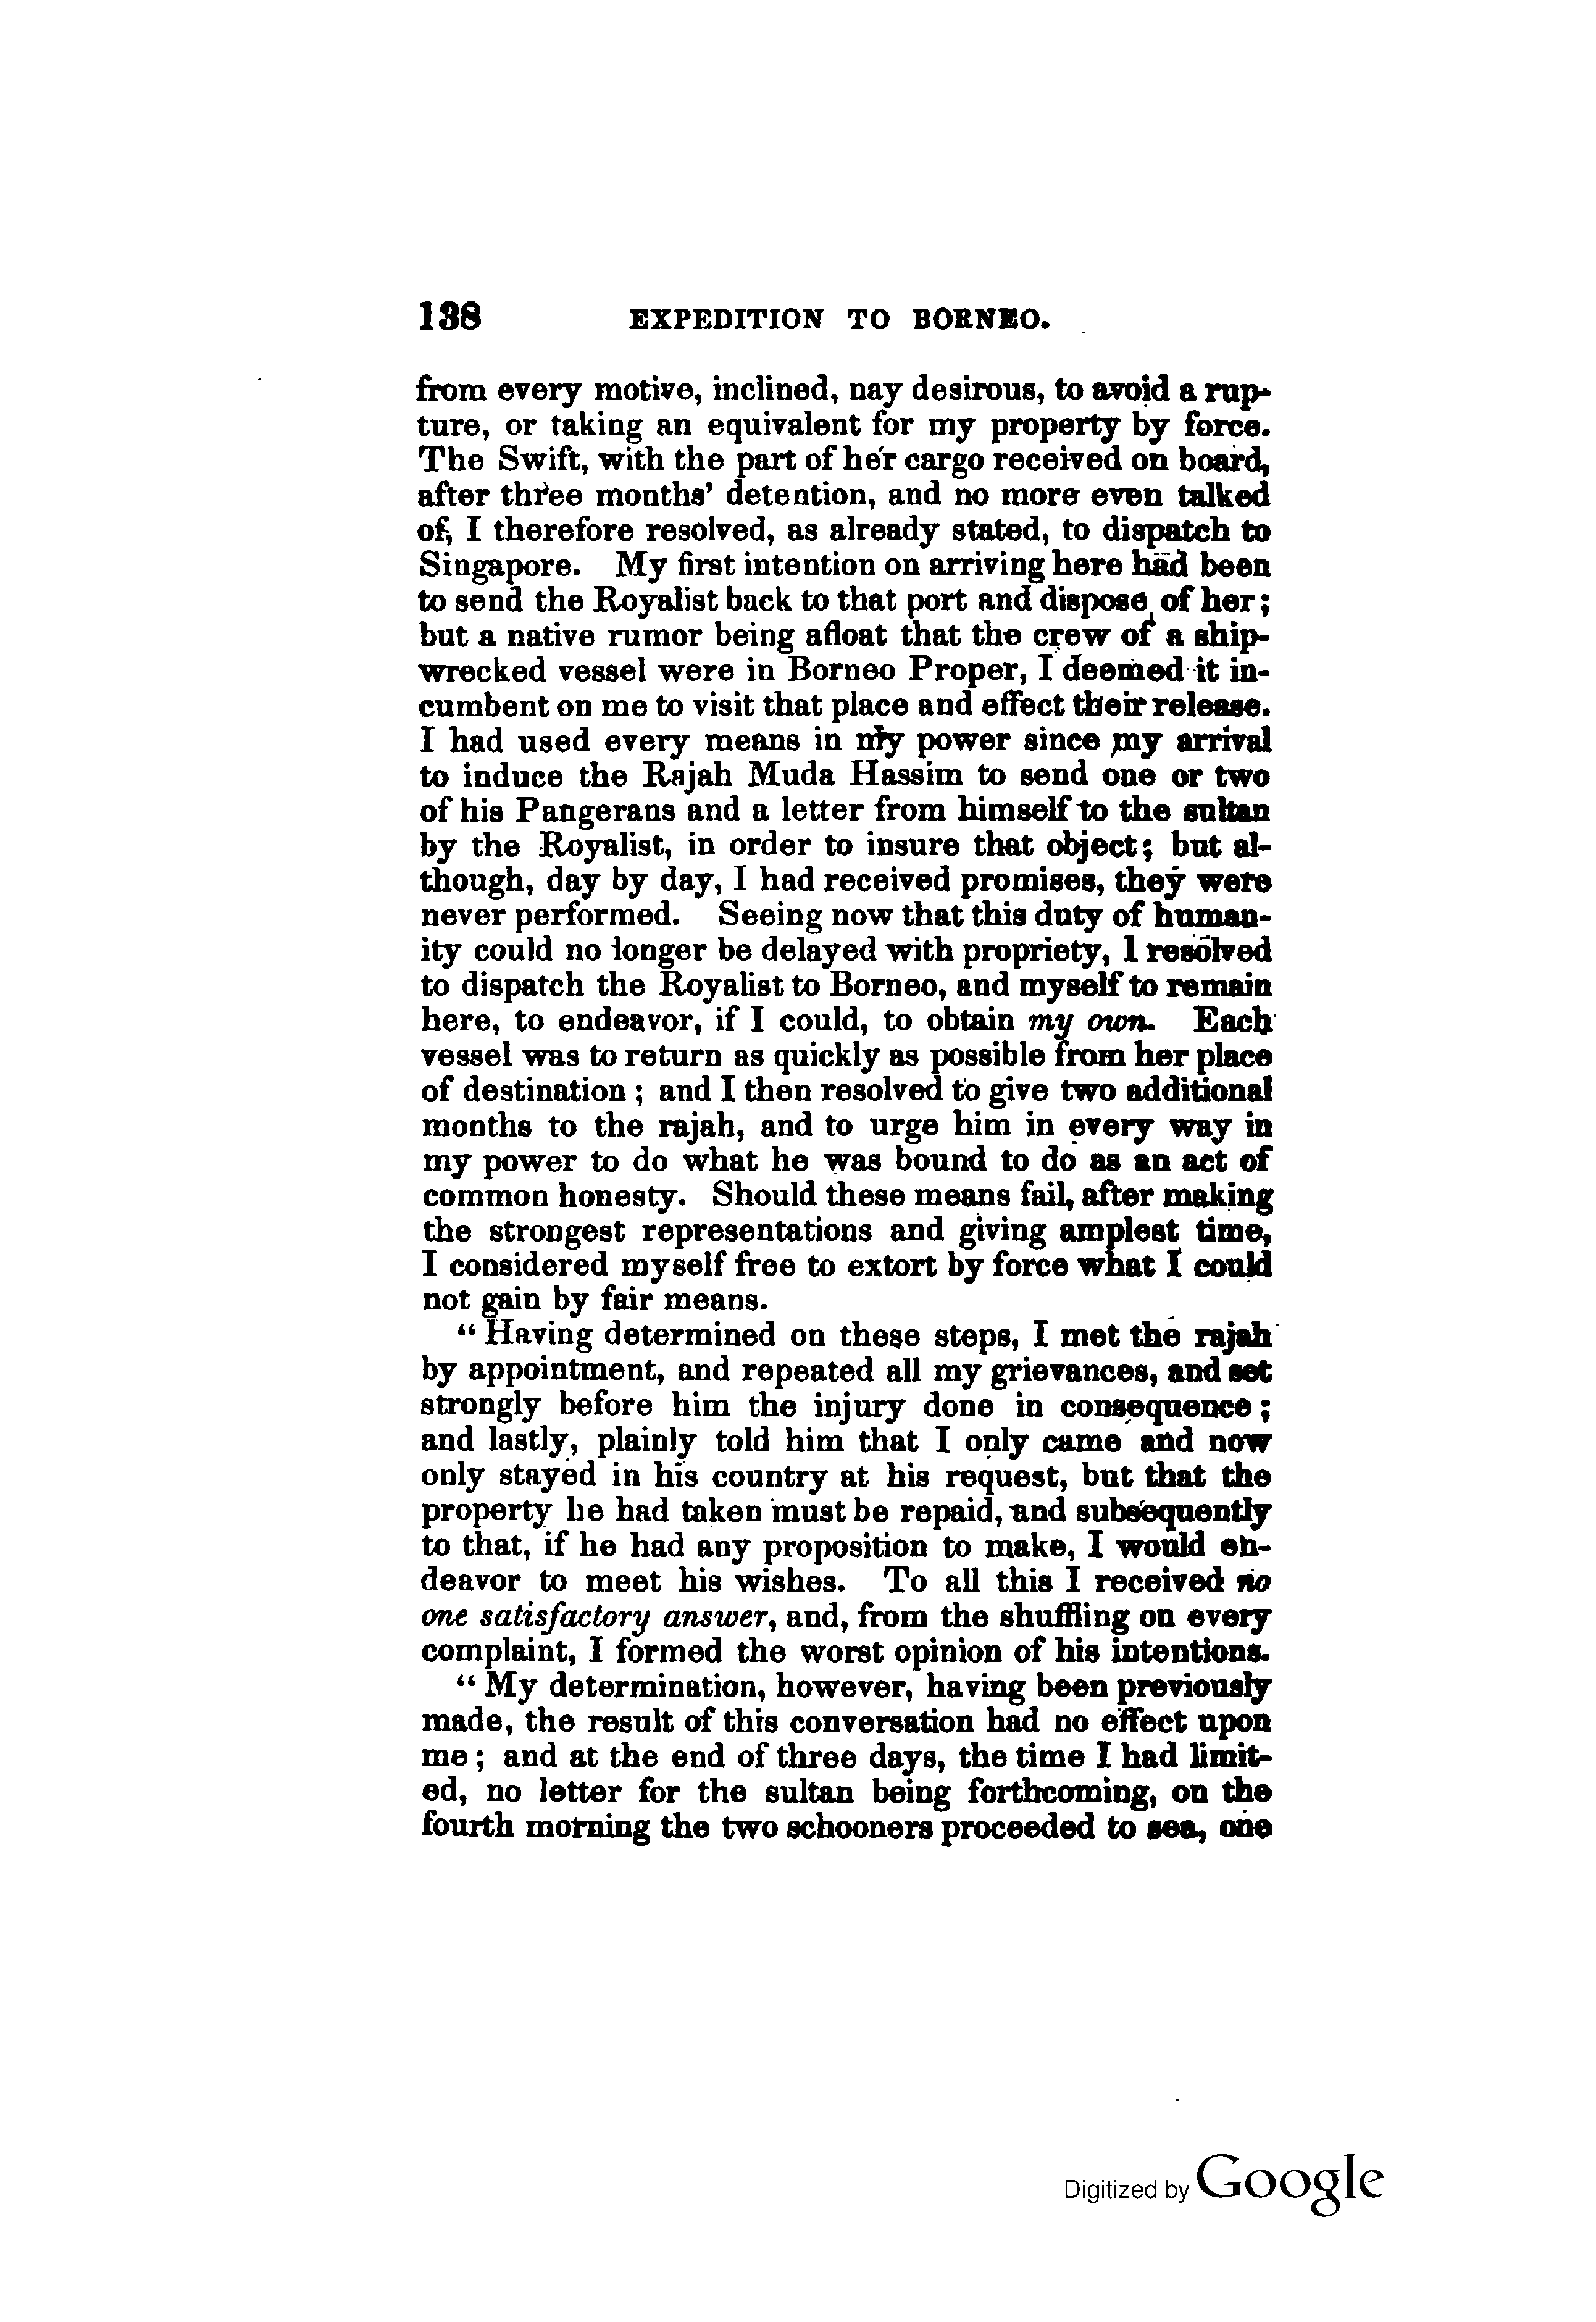 138 EXPEDITION TO BORNEO.
from every motive, inclined, nay desirous, to avoid a rup-
ture, or taking an equivalent for my property by force.
The Swift, with the part of her cargo received on board,
after three months' detention, and no more even talked
of, I therefore resolved, as already stated, to dispatch to
Singapore. My first intention on arriving here had been
to send the Royalist back to that port and dispose of her;
but a native rumor being afloat that the crew of a ship-
wrecked vessel were in Borneo Proper, I deemed it in-
cumbent on me to visit that place and effect their release.
I had used every means in my power since my arrival
to induce the Rajah Muda Hassim to send one or two
of his Pangerans and a letter from himself to the sultan
by the Royalist, in order to insure that object; but al-
though, day by day, I had received promises, they were
never performed. Seeing now that this duty of human-
ity could no longer be delayed with propriety, I resolved
to dispatch the Royalist to Borneo, and myself to remain
here, to endeavor, if I could, to obtain my own. Each
vessel was to return as quickly as possible from her place
of destination; and I then resolved to give two additional
months to the rajah, and to urge him in every way in
my power to do what he was bound to do as an act of
common honesty. Should these means fail, after making
the strongest representations and giving amplest time,
I considered myself free to extort by force what I could
not gain by fair means.
"Having determined on these steps, I met the rajah
by appointment, and repeated all my grievances, and set
strongly before him the injury done in consequence;
and lastly, plainly told him that I only came and now
only stayed in his country at his request, but that the
property he had taken must be repaid, and subsequently
to that, if he had any proposition to make, I would en-
deavor to meet his wishes. To all this I received no
one satisfactory answer, and, from the shuffling on every
complaint, I formed the worst opinion of his intentions.
"My determination, however, having been previously
made, the result of this conversation had no effect upon
me; and at the end of three days, the time I had limit-
ed, no letter for the sultan being forthcoming, on the
fourth morning the two schooners proceeded to sea, one
Digitized by Google